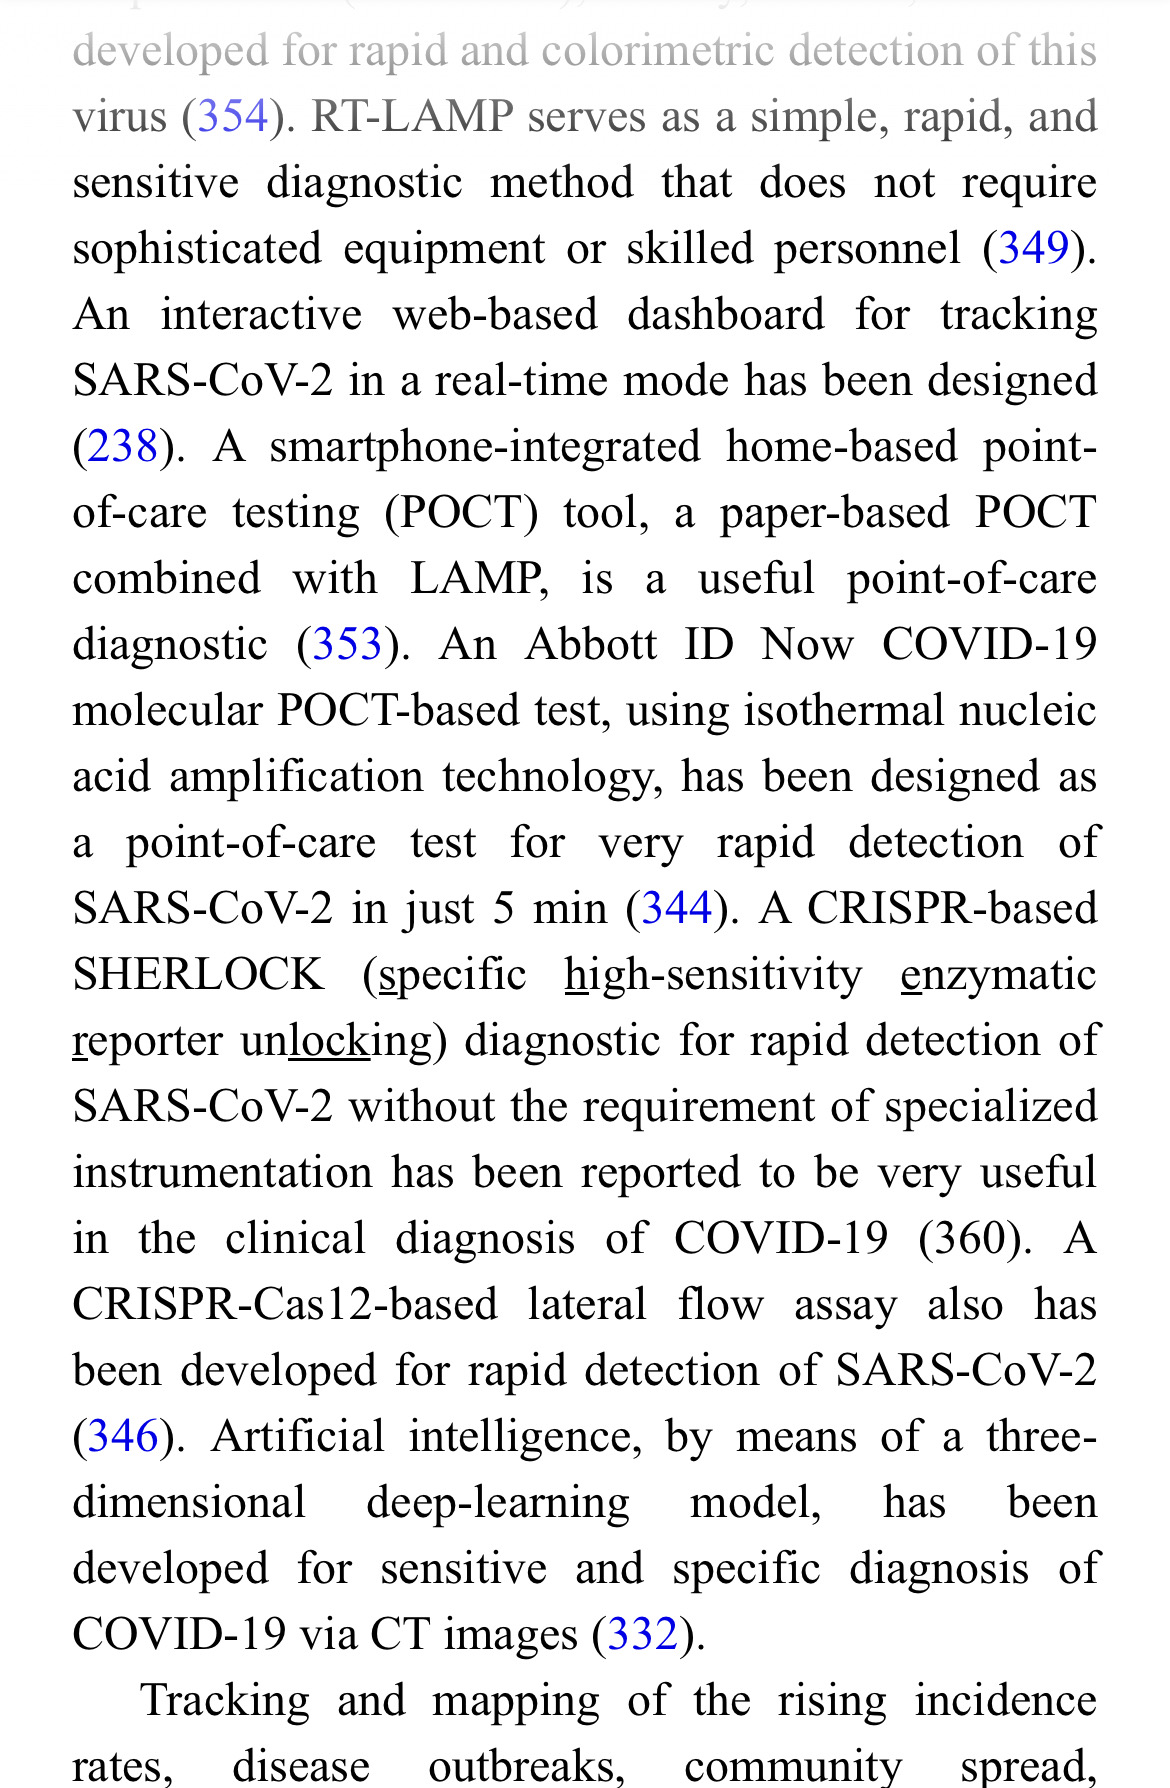 developed for rapid and colorimetric detection of this
virus (354). RT-LAMP serves as a simple, rapid, and
sensitive diagnostic method that does not require
sophisticated equipment or skilled personnel (349).
An interactive web-based dashboard for tracking
SARS-CoV-2 in a real-time mode has been designed
(238). A smartphone-integrated home-based point-
of-care testing (POCT) tool, a paper-based POCT
combined with LAMP, is a useful point-of-care
diagnostic (353). An Abbott ID Now COVID-19
molecular POCT-based test, using isothermal nucleic
acid amplification technology, has been designed as
a point-of-care test for very rapid detection of
SARS-CoV-2 in just 5 min (344). A CRISPR-based
SHERLOCK (specific high-sensitivity enzymatic
reporter unlocking) diagnostic for rapid detection of
SARS-CoV-2 without the requirement of specialized
instrumentation has been reported to be very useful
in the clinical diagnosis of COVID-19 (360). A
CRISPR-Cas12-based lateral flow assay also has
been developed for rapid detection of SARS-CoV-2
(346). Artificial intelligence, by means of a three-
dimensional deep-learning model, has been
developed for sensitive and specific diagnosis of
COVID-19 via CT images (332).
Tracking and mapping of the rising incidence
rates, disease outbreaks, community spread,